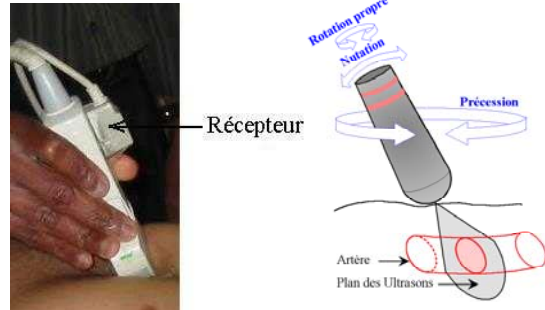 Récepteur
Rotation propre
Nutation
Précession
Artère
Plan des Ultrasons